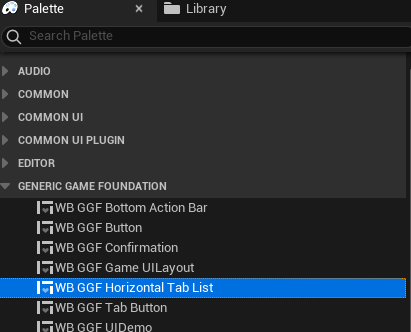 Palette
Library
Search Palette
AUDIO
COMMON
COMMON UI
COMMON UI PLUGIN
EDITOR
GENERIC GAME FOUNDATION
WB GGF Bottom Action Bar
WB GGF Button
WB GGF Confirmation
WB GGF Game UILayout
WB GGF Horizontal Tab List
WB GGF Tab Button
WB GGF UIDemo